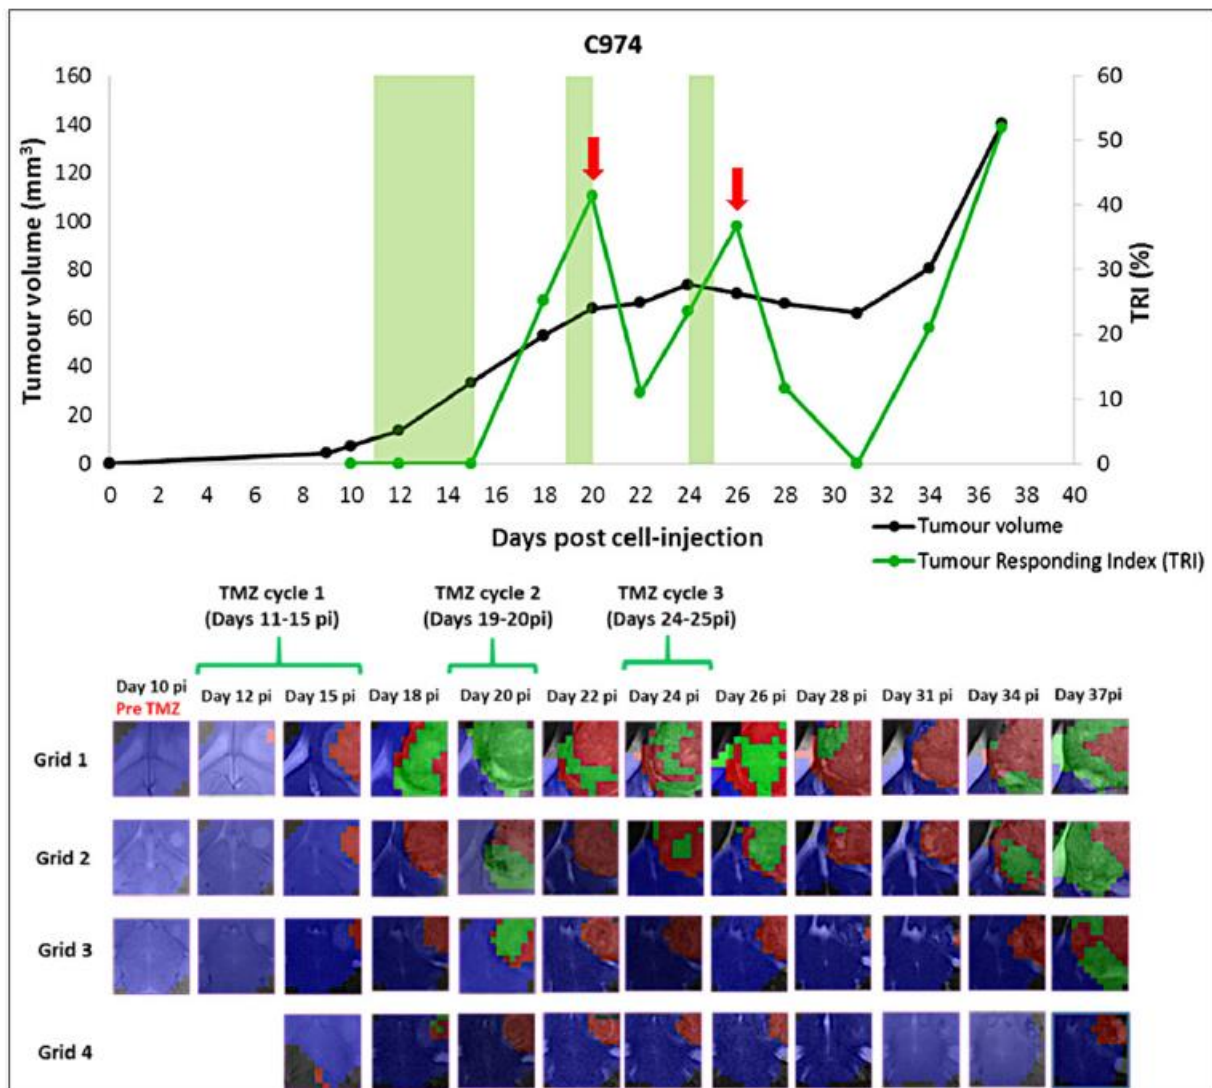 C974
160
140
120
100
80
60
40
20
0
Tumour volume (mm³)
60
50
40
30
20
10
0
TRI (%)
0 2 4 6 8 10 12 14 16 18 20 22 24 26 28 30 32 34 36 38 40
Days post cell-injection
Tumour volume
Tumour Responding Index (TRI)
TMZ cycle 1 TMZ cycle 2 TMZ cycle 3
(Days 11-15 pi) (Days 19-20pi) (Days 24-25pi)
Day 10 pi Day 12 pi Day 15 pi Day 18 pi Day 20 pi Day 22 pi Day 24 pi Day 26 pi Day 28 pi Day 31 pi Day 34 pi Day 37pi
Pre TMZ
Grid 1
Grid 2
Grid 3
Grid 4